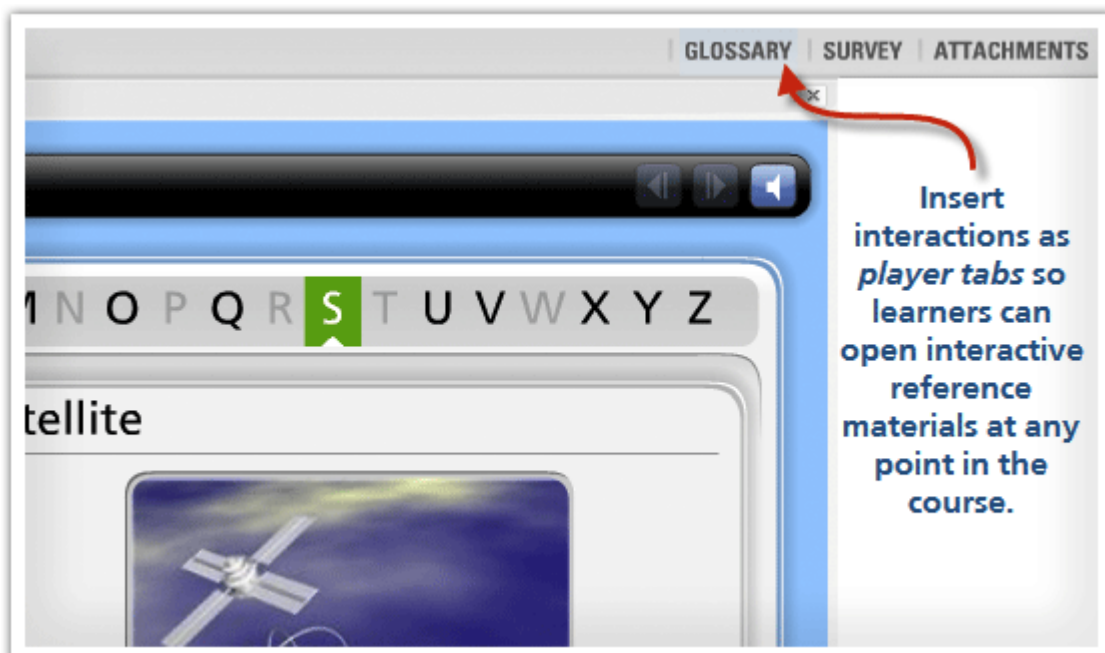 GLOSSARY SURVEY ATTACHMENTS
Insert
interactions as
player tabs so
learners can
open interactive
reference
materials at any
point in the
course.
N O P Q R S T U V W X Y Z
tellite